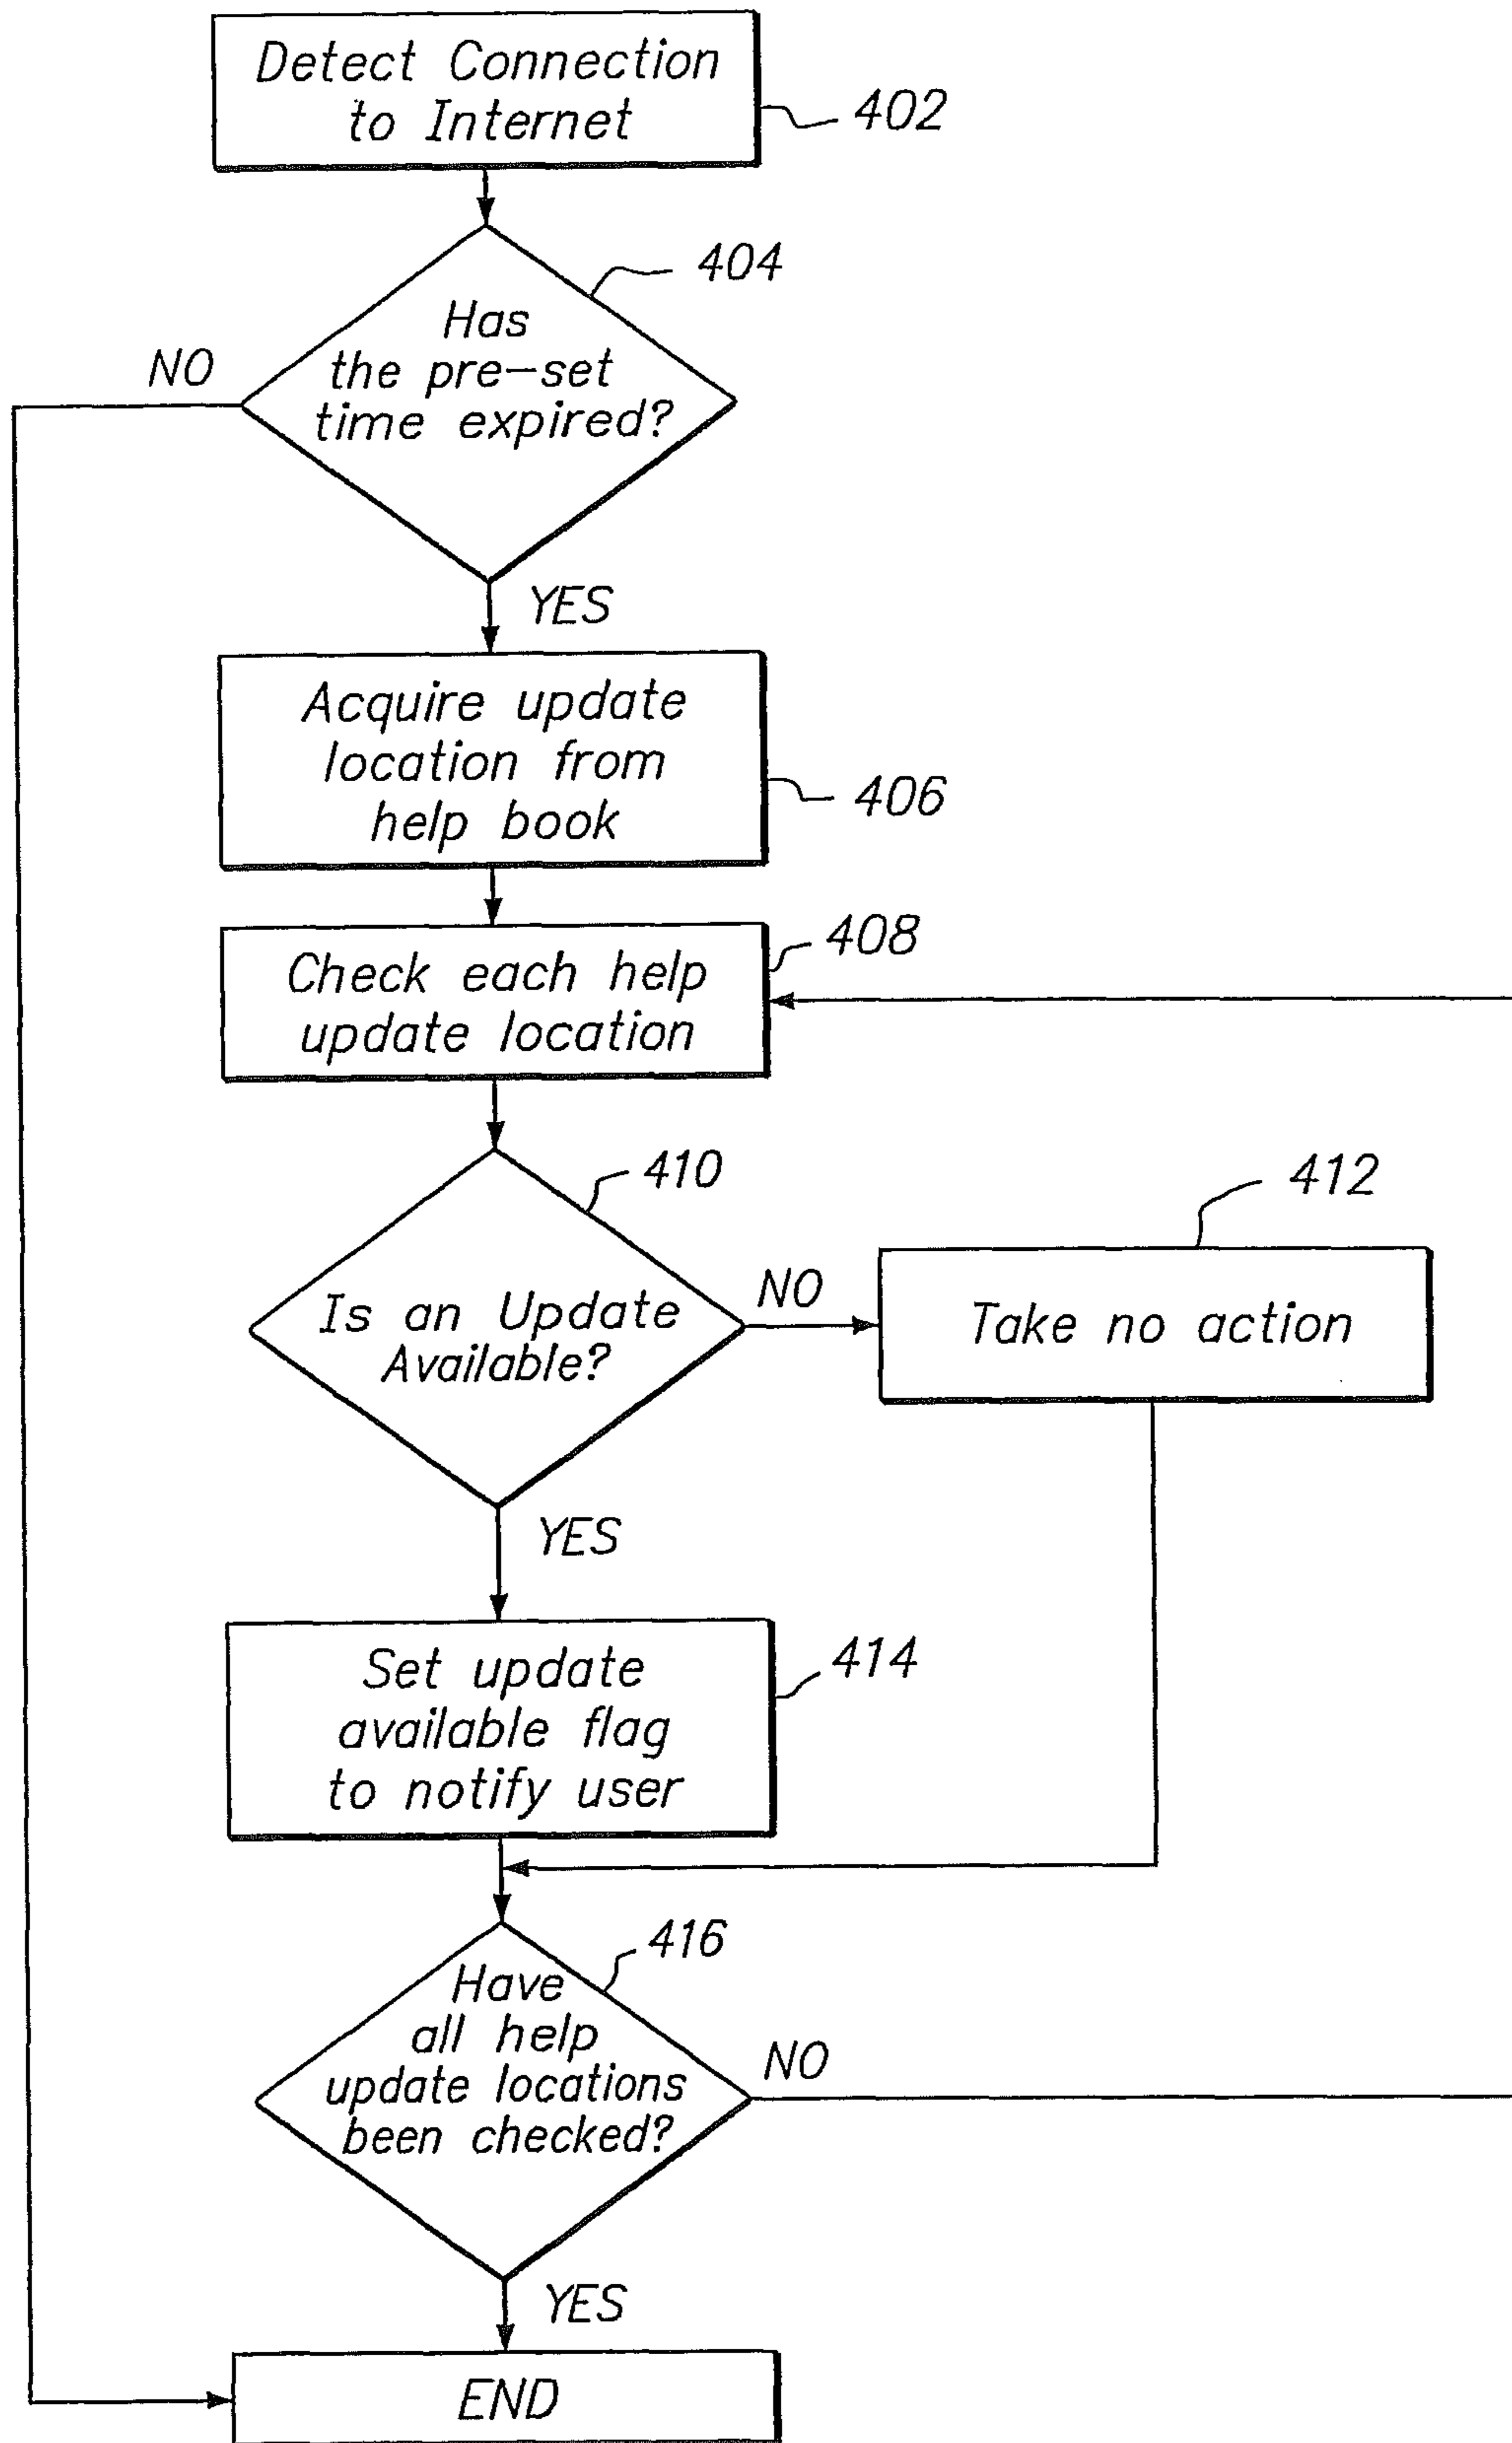 Detect Connection
to Internet
402
404
Has
the pre-set
time expired?
NO
YES
Acquire update
location from
help book
406
408
Check each help
update location
410
412
Is an Update
Available?
NO
Take no action
YES
Set update
available flag
to notify user
414
416
Have
all help
update locations
been checked?
NO
YES
END